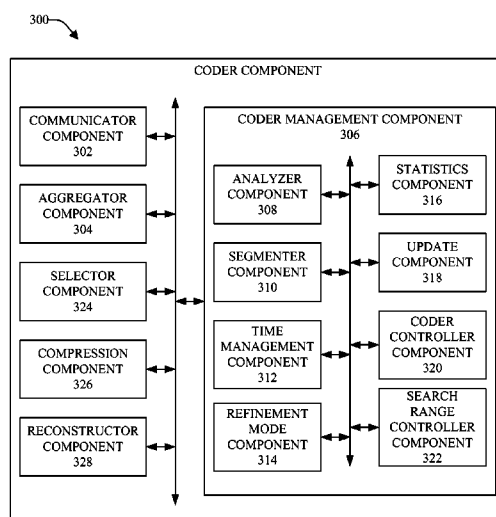 300
CODER COMPONENT
COMMUNICATOR
COMPONENT
302
AGGREGATOR
COMPONENT
304
SELECTOR
COMPONENT
324
COMPRESSION
COMPONENT
326
RECONSTRUCTOR
COMPONENT
328
CODER MANAGEMENT COMPONENT
306
ANALYZER
COMPONENT
308
SEGMENTER
COMPONENT
310
TIME
MANAGEMENT
COMPONENT
312
REFINEMENT
MODE
COMPONENT
314
STATISTICS
COMPONENT
316
UPDATE
COMPONENT
318
CODER
CONTROLLER
COMPONENT
320
SEARCH
RANGE
CONTROLLER
COMPONENT
322